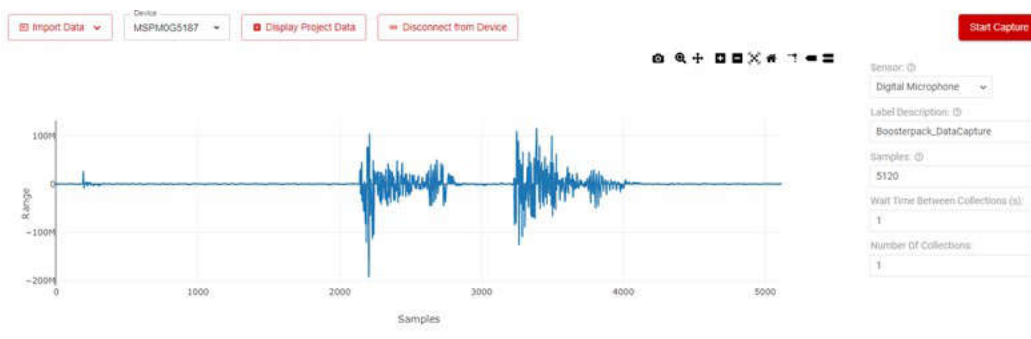 Import Data
Device
MSPM0G5187
Display Project Data
Disconnect from Device
Start Capture
Sensor:
Digital Microphone
Label Description:
Boosterpack_DataCapture
Samples:
5120
Wait Time Between Collections (s):
1
Number Of Collections:
1
100M
0
−100M
−200M
Range
0 1000 2000 3000 4000 5000
Samples